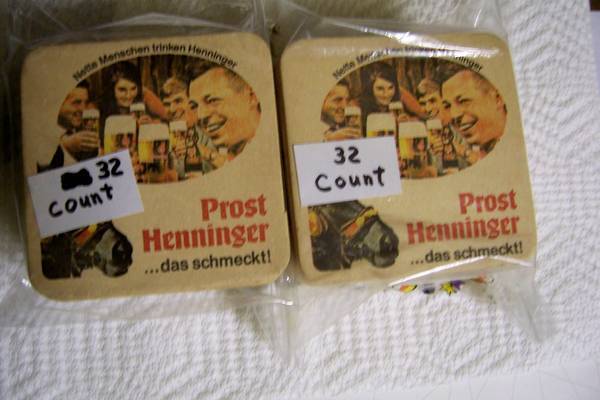 Nette Menschen trinken Henninger
32
count
Prost
Henninger
...das schmeckt!
Nette Menschen trinken Henninger
32
Count
Prost
Henninger
...das schmeckt!